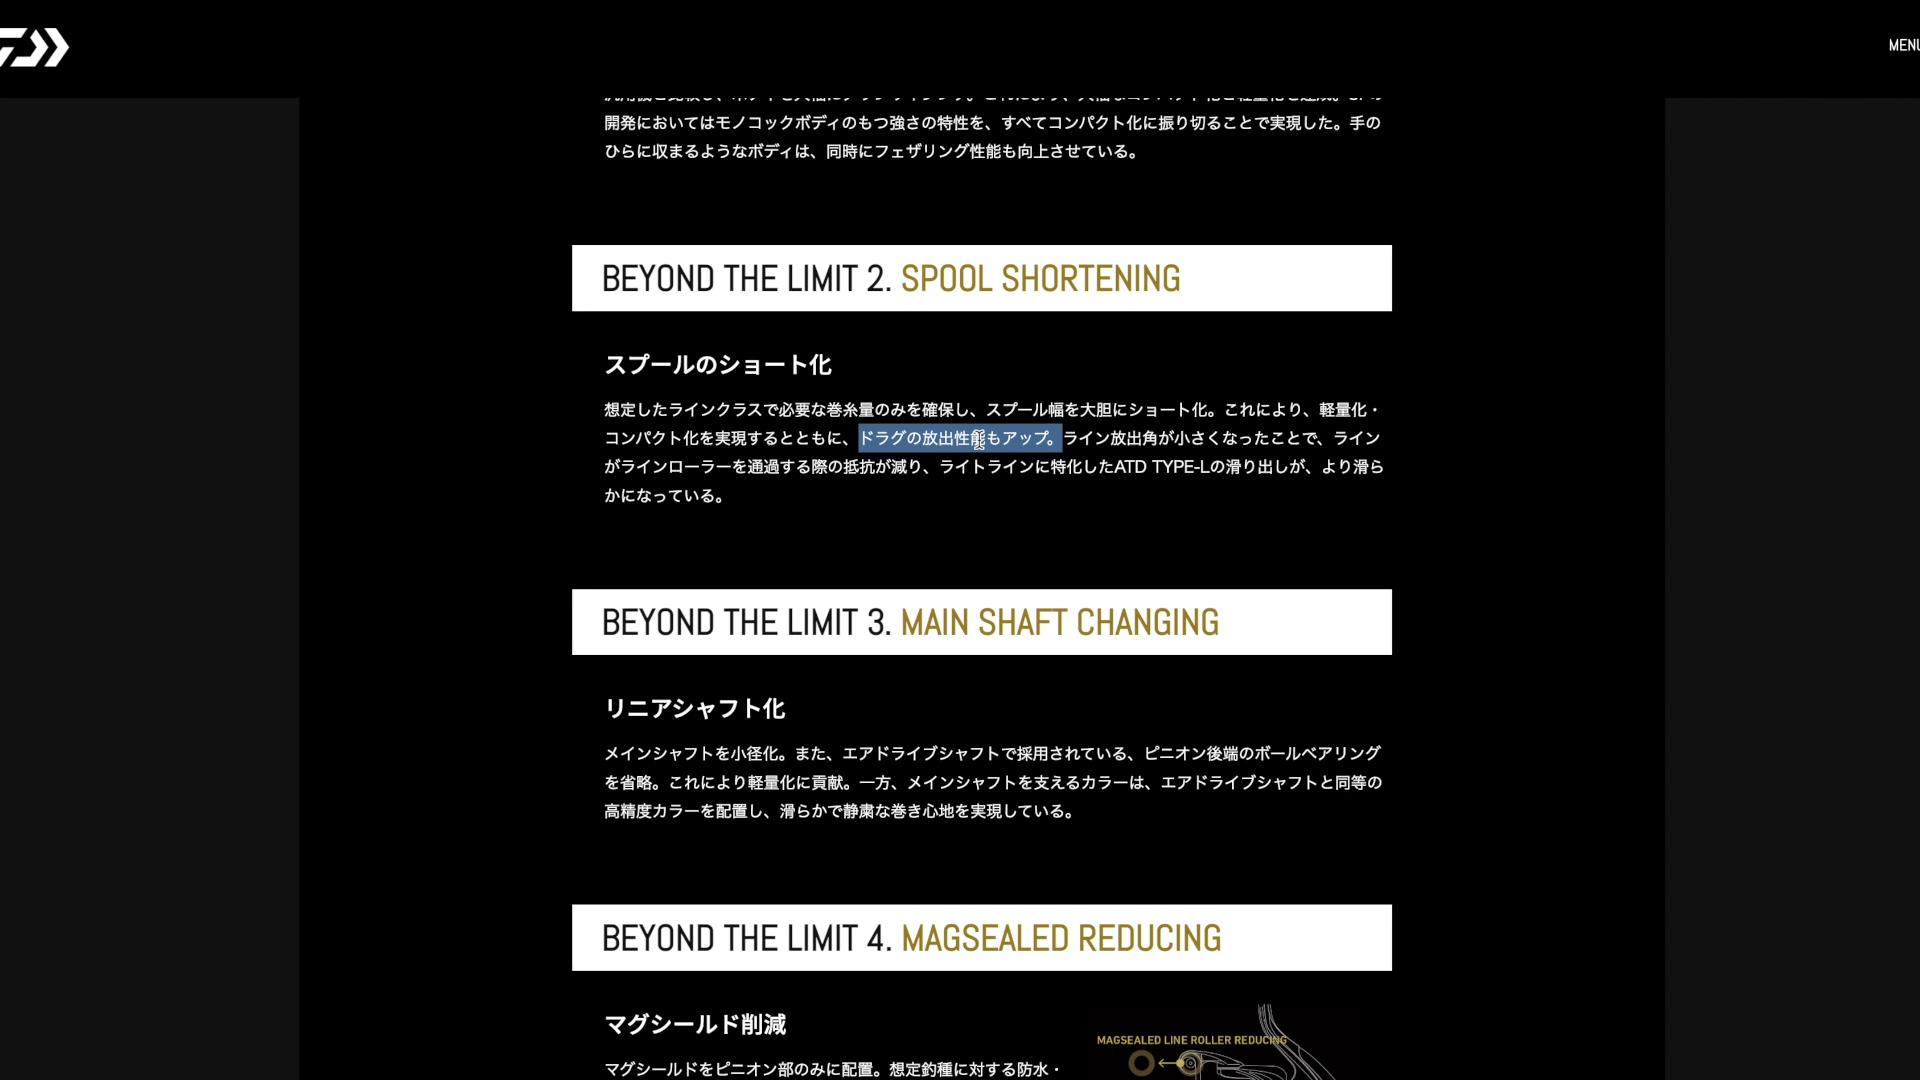 MENU
開発においてはモノコックボディのもつ強さの特性を、すべてコンパクト化に振り切ることで実現した。手の
ひらに収まるようなボディは、同時にフェザリング性能も向上させている。
BEYOND THE LIMIT 2. SPOOL SHORTENING
スプールのショート化
想定したラインクラスで必要な巻糸量のみを確保し、スプール幅を大胆にショート化。これにより、軽量化・
コンパクト化を実現するとともに、ドラグの放出性能もアップ。ライン放出角が小さくなったことで、ライン
がラインローラーを通過する際の抵抗が減り、ライトラインに特化したATD TYPE-Lの滑り出しが、より滑ら
かになっている。
BEYOND THE LIMIT 3. MAIN SHAFT CHANGING
リニアシャフト化
メインシャフトを小径化。また、エアドライブシャフトで採用されている、ピニオン後端のボールベアリング
を省略。これにより軽量化に貢献。一方、メインシャフトを支えるカラーは、エアドライブシャフトと同等の
高精度カラーを配置し、滑らかで静粛な巻き心地を実現している。
BEYOND THE LIMIT 4. MAGSEALED REDUCING
マグシールド削減
MAGSEALED LINE ROLLER REDUCING
マグシールドをピニオン部のみに配置。想定釣種に対する防水・